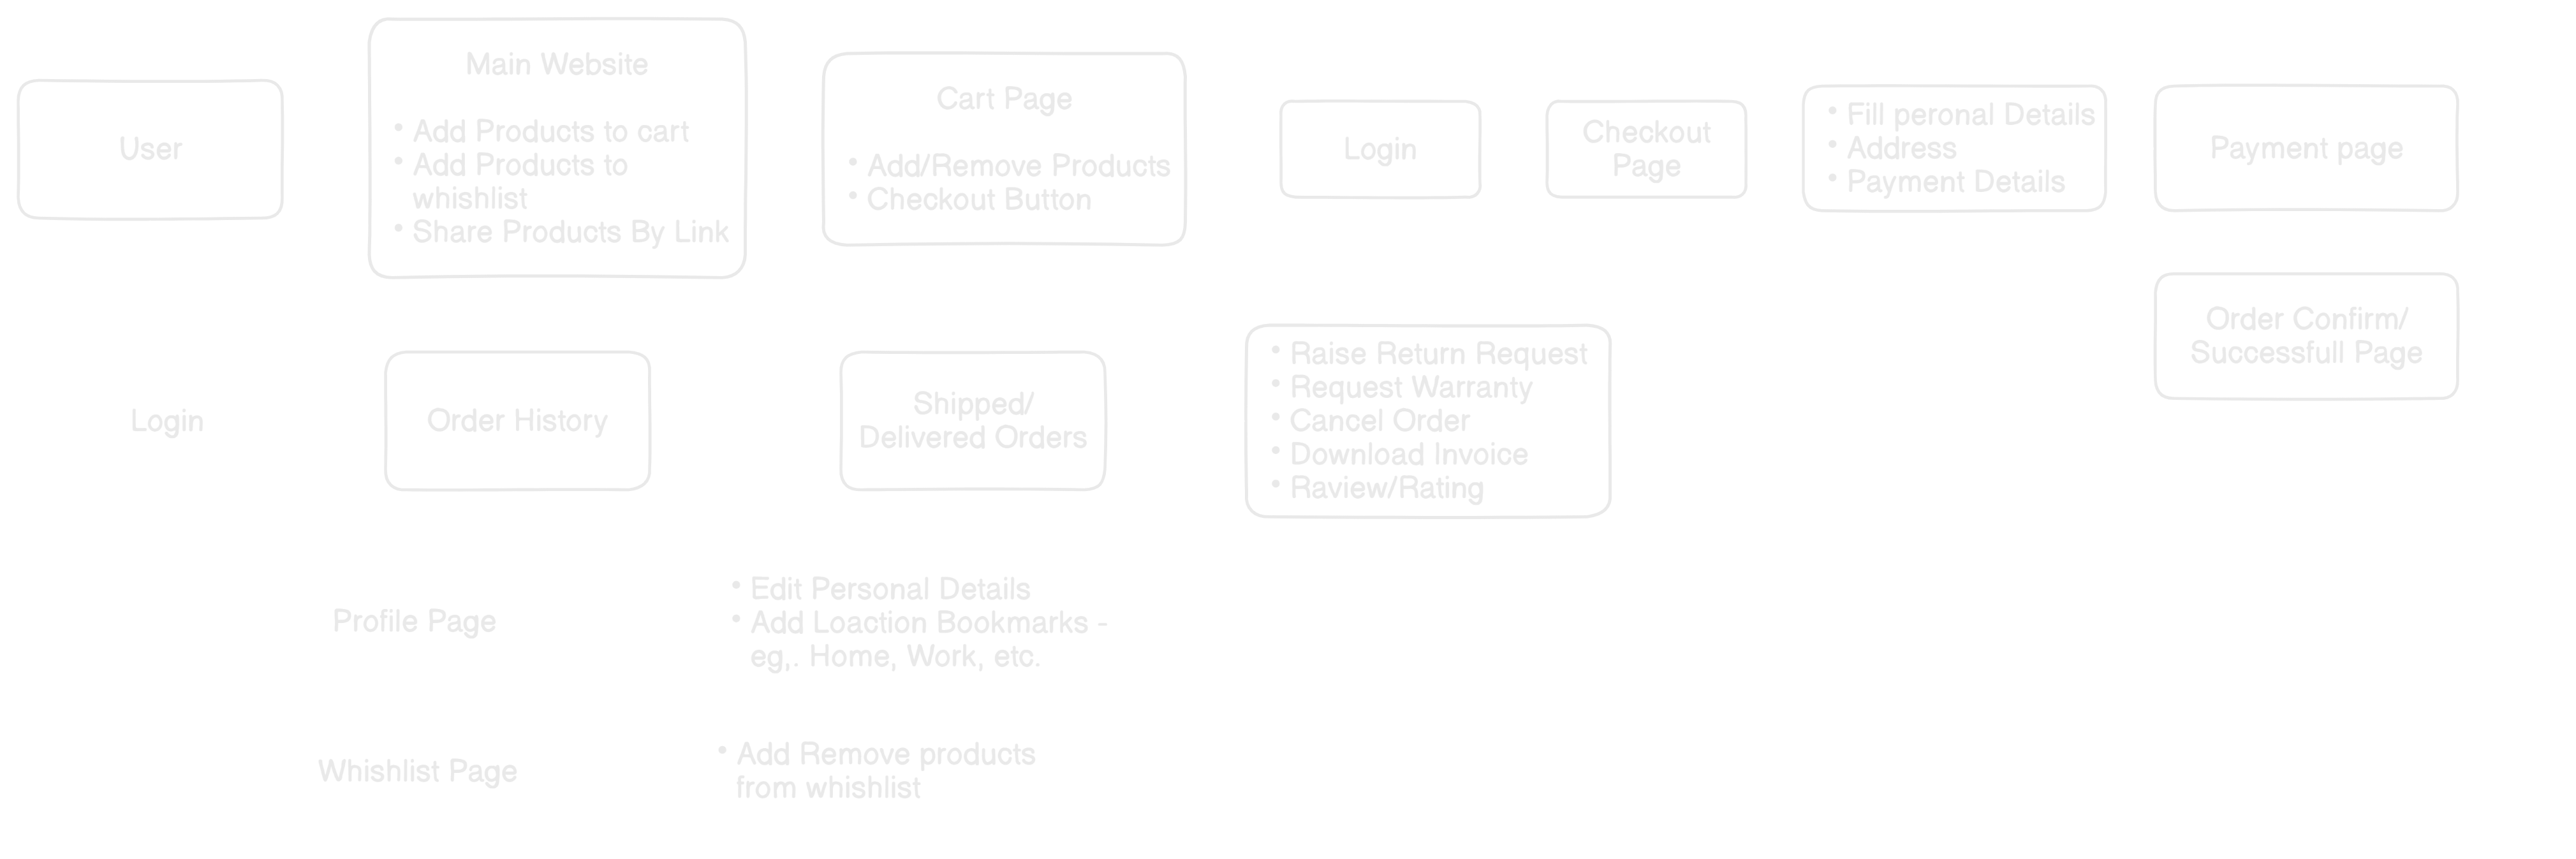 User
Main Website
• Add Products to cart
• Add Products to
whishlist
• Share Products By Link
Cart Page
• Add/Remove Products
• Checkout Button
Login
Checkout
Page
• Fill peronal Details
• Address
• Payment Details
Payment page
Order Confirm/
Successfull Page
Login
Order History
Shipped/
Delivered Orders
• Raise Return Request
• Request Warranty
• Cancel Order
• Download Invoice
• Raview/Rating
Profile Page
• Edit Personal Details
• Add Loaction Bookmarks -
eg,. Home, Work, etc.
Whishlist Page
• Add Remove products
from whishlist